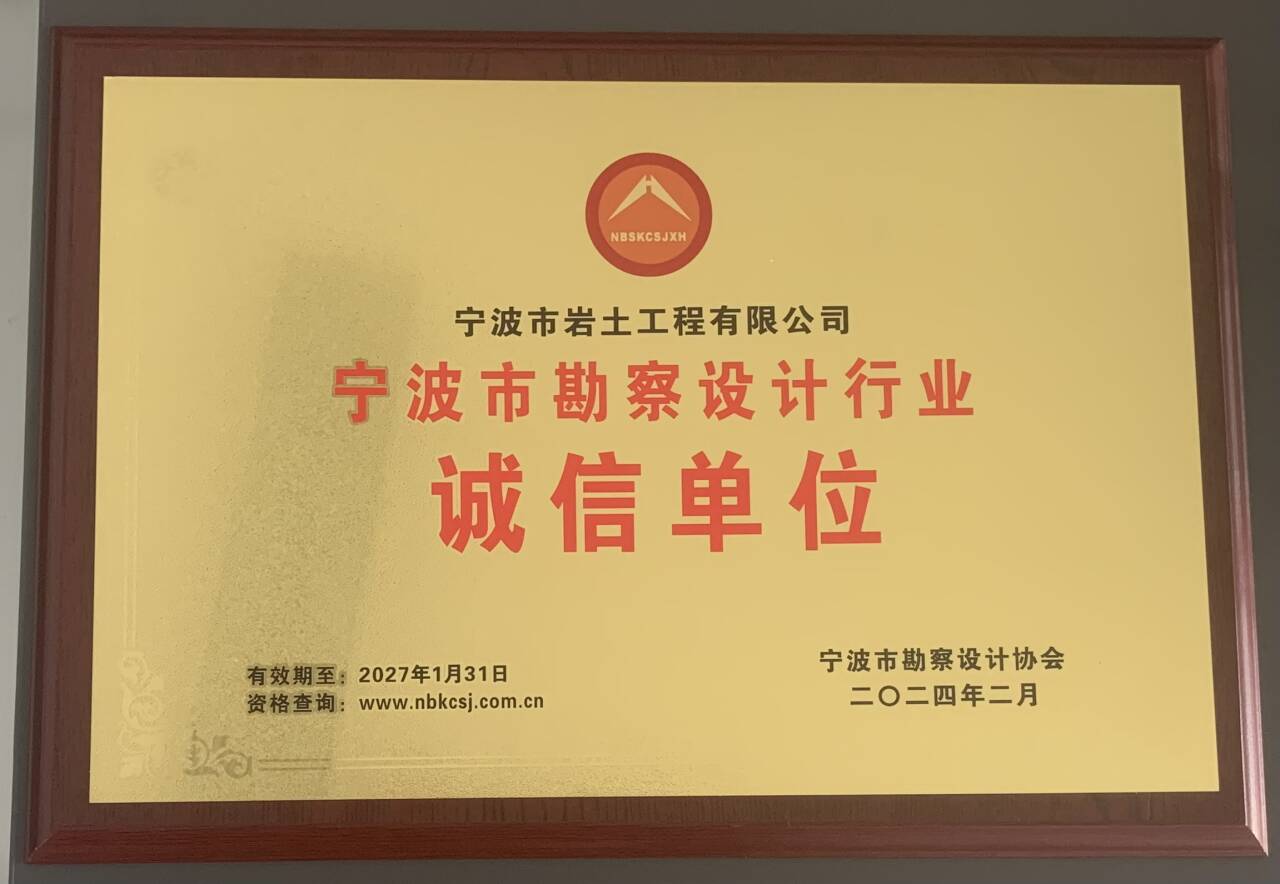 NBSKCSJXH
宁波市岩土工程有限公司
宁波市勘察设计行业
诚信单位
有效期至：2027年1月31日
资格查询：www.nbkcsj.com.cn
宁波市勘察设计协会
二〇二四年二月